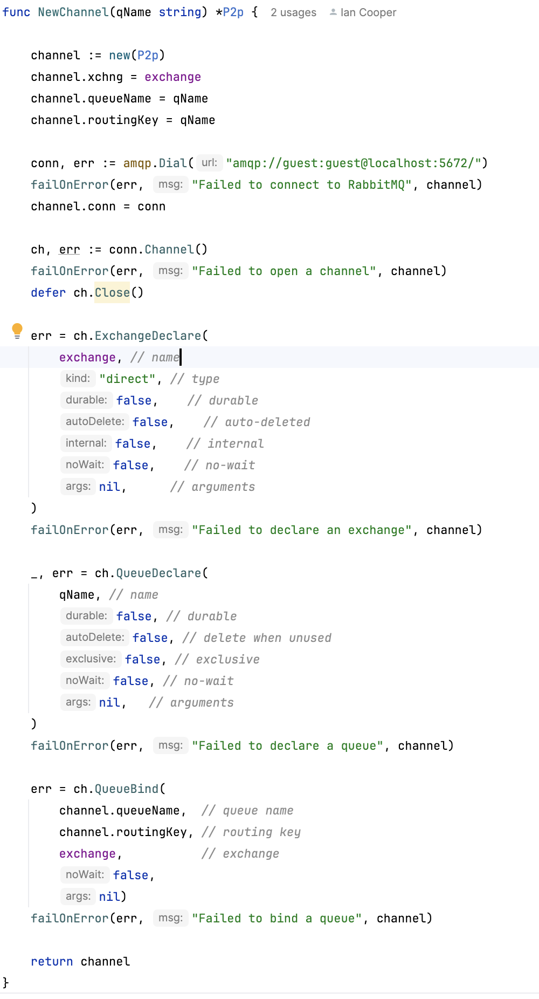 func NewChannel(qName string) *P2p { 2 usages Ian Cooper
channel := new(P2p)
channel.xchng = exchange
channel.queueName = qName
channel.routingKey = qName
conn, err := amqp.Dial( url: "amqp://guest:guest@localhost:5672/")
failOnError(err, msg: "Failed to connect to RabbitMQ", channel)
channel.conn = conn
ch, err := conn.Channel()
failOnError(err, msg: "Failed to open a channel", channel)
defer ch.Close()
err = ch.ExchangeDeclare(
exchange, // name
kind: "direct", // type
durable: false, // durable
autoDelete: false, // auto-deleted
internal: false, // internal
noWait: false, // no-wait
args: nil, // arguments
)
failOnError(err, msg: "Failed to declare an exchange", channel)
_, err = ch.QueueDeclare(
qName, // name
durable: false, // durable
autoDelete: false, // delete when unused
exclusive: false, // exclusive
noWait: false, // no-wait
args: nil, // arguments
)
failOnError(err, msg: "Failed to declare a queue", channel)
err = ch.QueueBind(
channel.queueName, // queue name
channel.routingKey, // routing key
exchange, // exchange
noWait: false,
args: nil)
failOnError(err, msg: "Failed to bind a queue", channel)
return channel
}